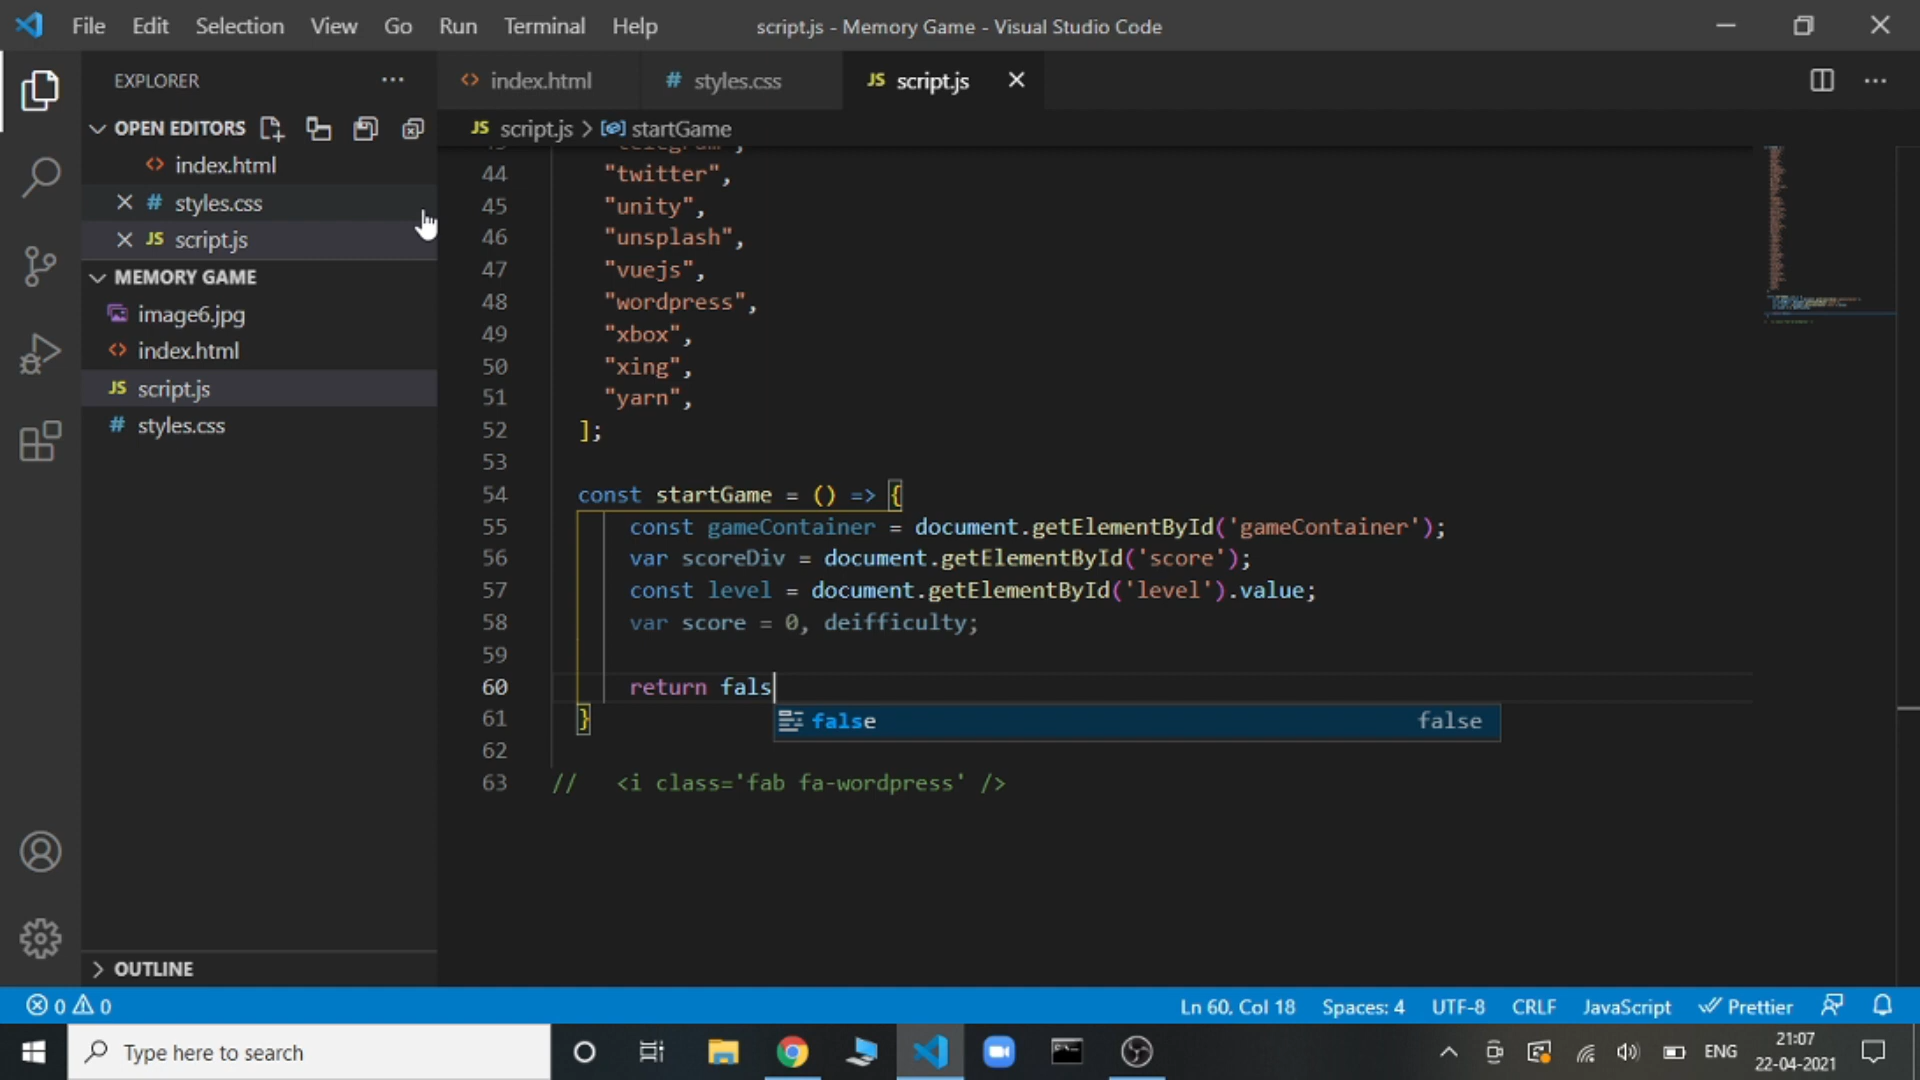 File Edit Selection View Go Run Terminal Help script.js - Memory Game - Visual Studio Code
EXPLORER
index.html styles.css JS script.js
OPEN EDITORS
JS script.js > startGame
index.html
styles.css
JS script.js
MEMORY GAME
image6.jpg
index.html
JS script.js
styles.css
OUTLINE
44 "twitter",
45 "unity",
46 "unsplash",
47 "vuejs",
48 "wordpress",
49 "xbox",
50 "xing",
51 "yarn",
52 ];
53
54 const startGame = () => {
55 const gameContainer = document.getElementById('gameContainer');
56 var scoreDiv = document.getElementById('score');
57 const level = document.getElementById('level').value;
58 var score = 0, deifficulty;
59
60 return fals
false false
61 }
62
63 // <i class='fab fa-wordpress' />
0 0 Ln 60, Col 18 Spaces: 4 UTF-8 CRLF JavaScript Prettier
Type here to search ENG 21:07
22-04-2021